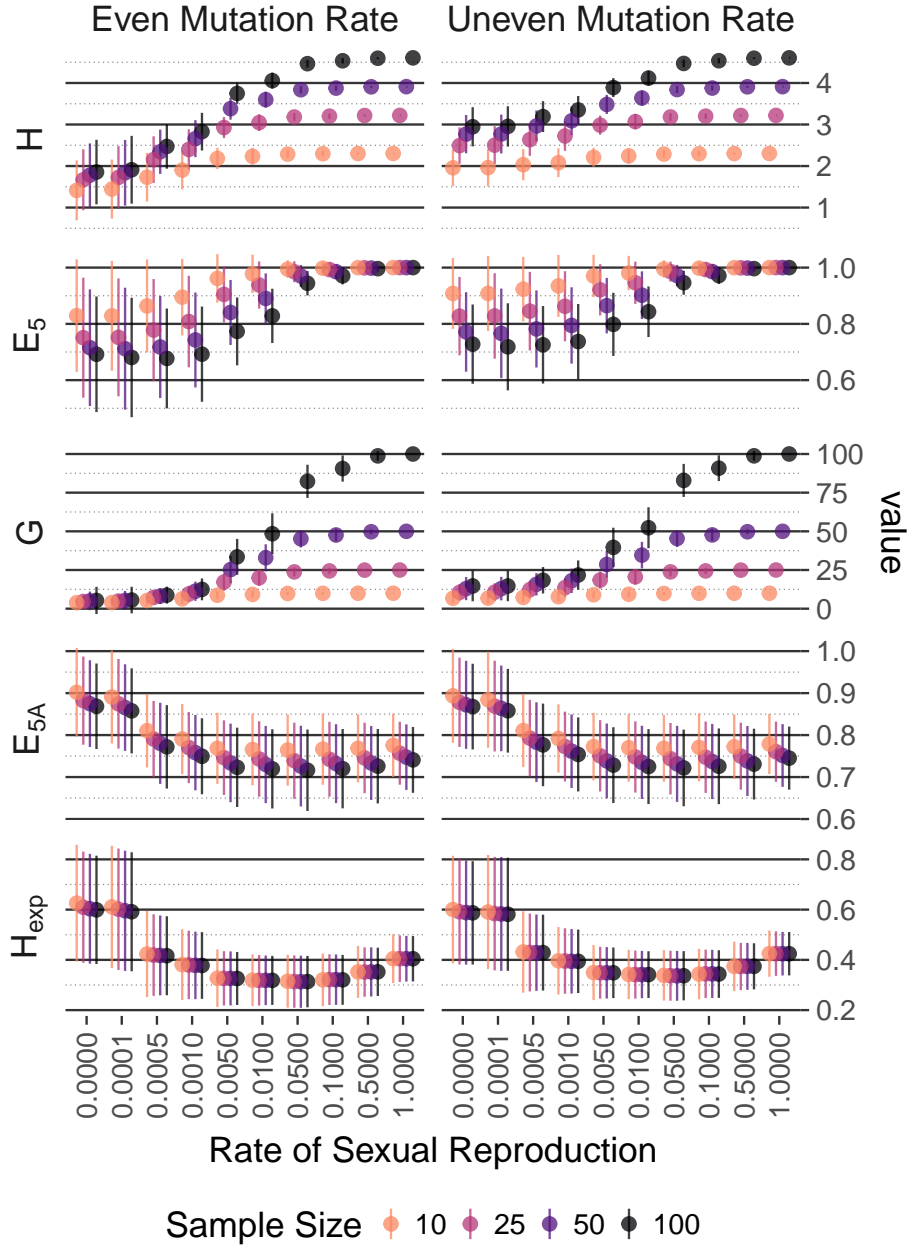 Even Mutation Rate Uneven Mutation Rate
H
4
3
2
1
E5
1.0
0.8
0.6
G
100
75
50
25
0
value
E5A
1.0
0.9
0.8
0.7
0.6
Hexp
0.8
0.6
0.4
0.2
0.0000 0.0001 0.0005 0.0010 0.0050 0.0100 0.0500 0.1000 0.5000 1.0000 0.0000 0.0001 0.0005 0.0010 0.0050 0.0100 0.0500 0.1000 0.5000 1.0000
Rate of Sexual Reproduction
Sample Size 10 25 50 100